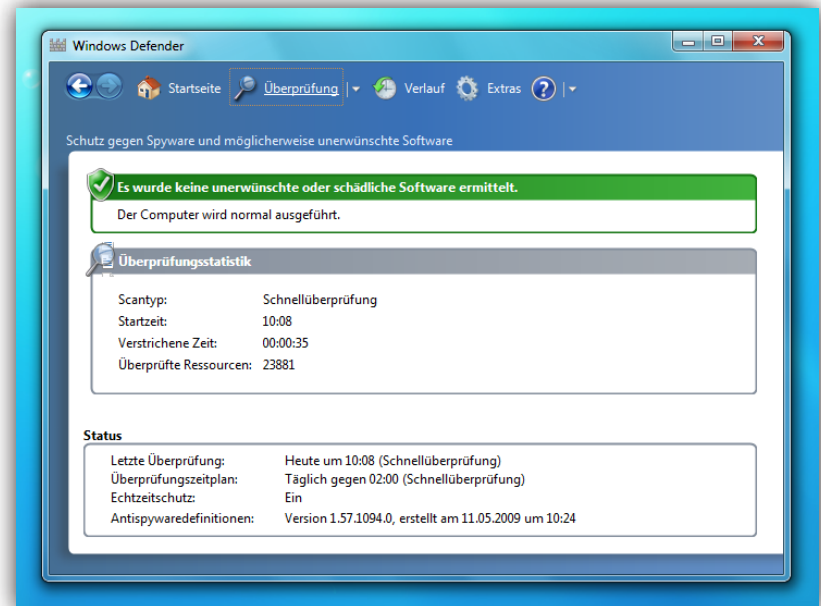 Windows Defender
Startseite Überprüfung Verlauf Extras ?
Schutz gegen Spyware und möglicherweise unerwünschte Software
Es wurde keine unerwünschte oder schädliche Software ermittelt.
Der Computer wird normal ausgeführt.
Überprüfungsstatistik
Scantyp: Schnellüberprüfung
Startzeit: 10:08
Verstrichene Zeit: 00:00:35
Überprüfte Ressourcen: 23881
Status
Letzte Überprüfung: Heute um 10:08 (Schnellüberprüfung)
Überprüfungszeitplan: Täglich gegen 02:00 (Schnellüberprüfung)
Echtzeitschutz: Ein
Antispywaredefinitionen: Version 1.57.1094.0, erstellt am 11.05.2009 um 10:24